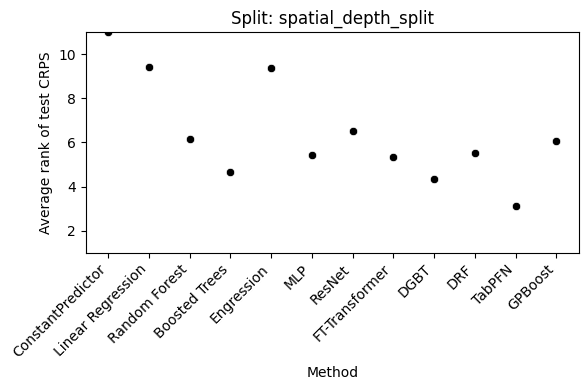 Split: spatial_depth_split
Average rank of test CRPS
10
8
6
4
2
ConstantPredictor
Linear Regression
Random Forest
Boosted Trees
Engression
MLP
ResNet
FT-Transformer
DGBT
DRF
TabPFN
GPBoost
Method